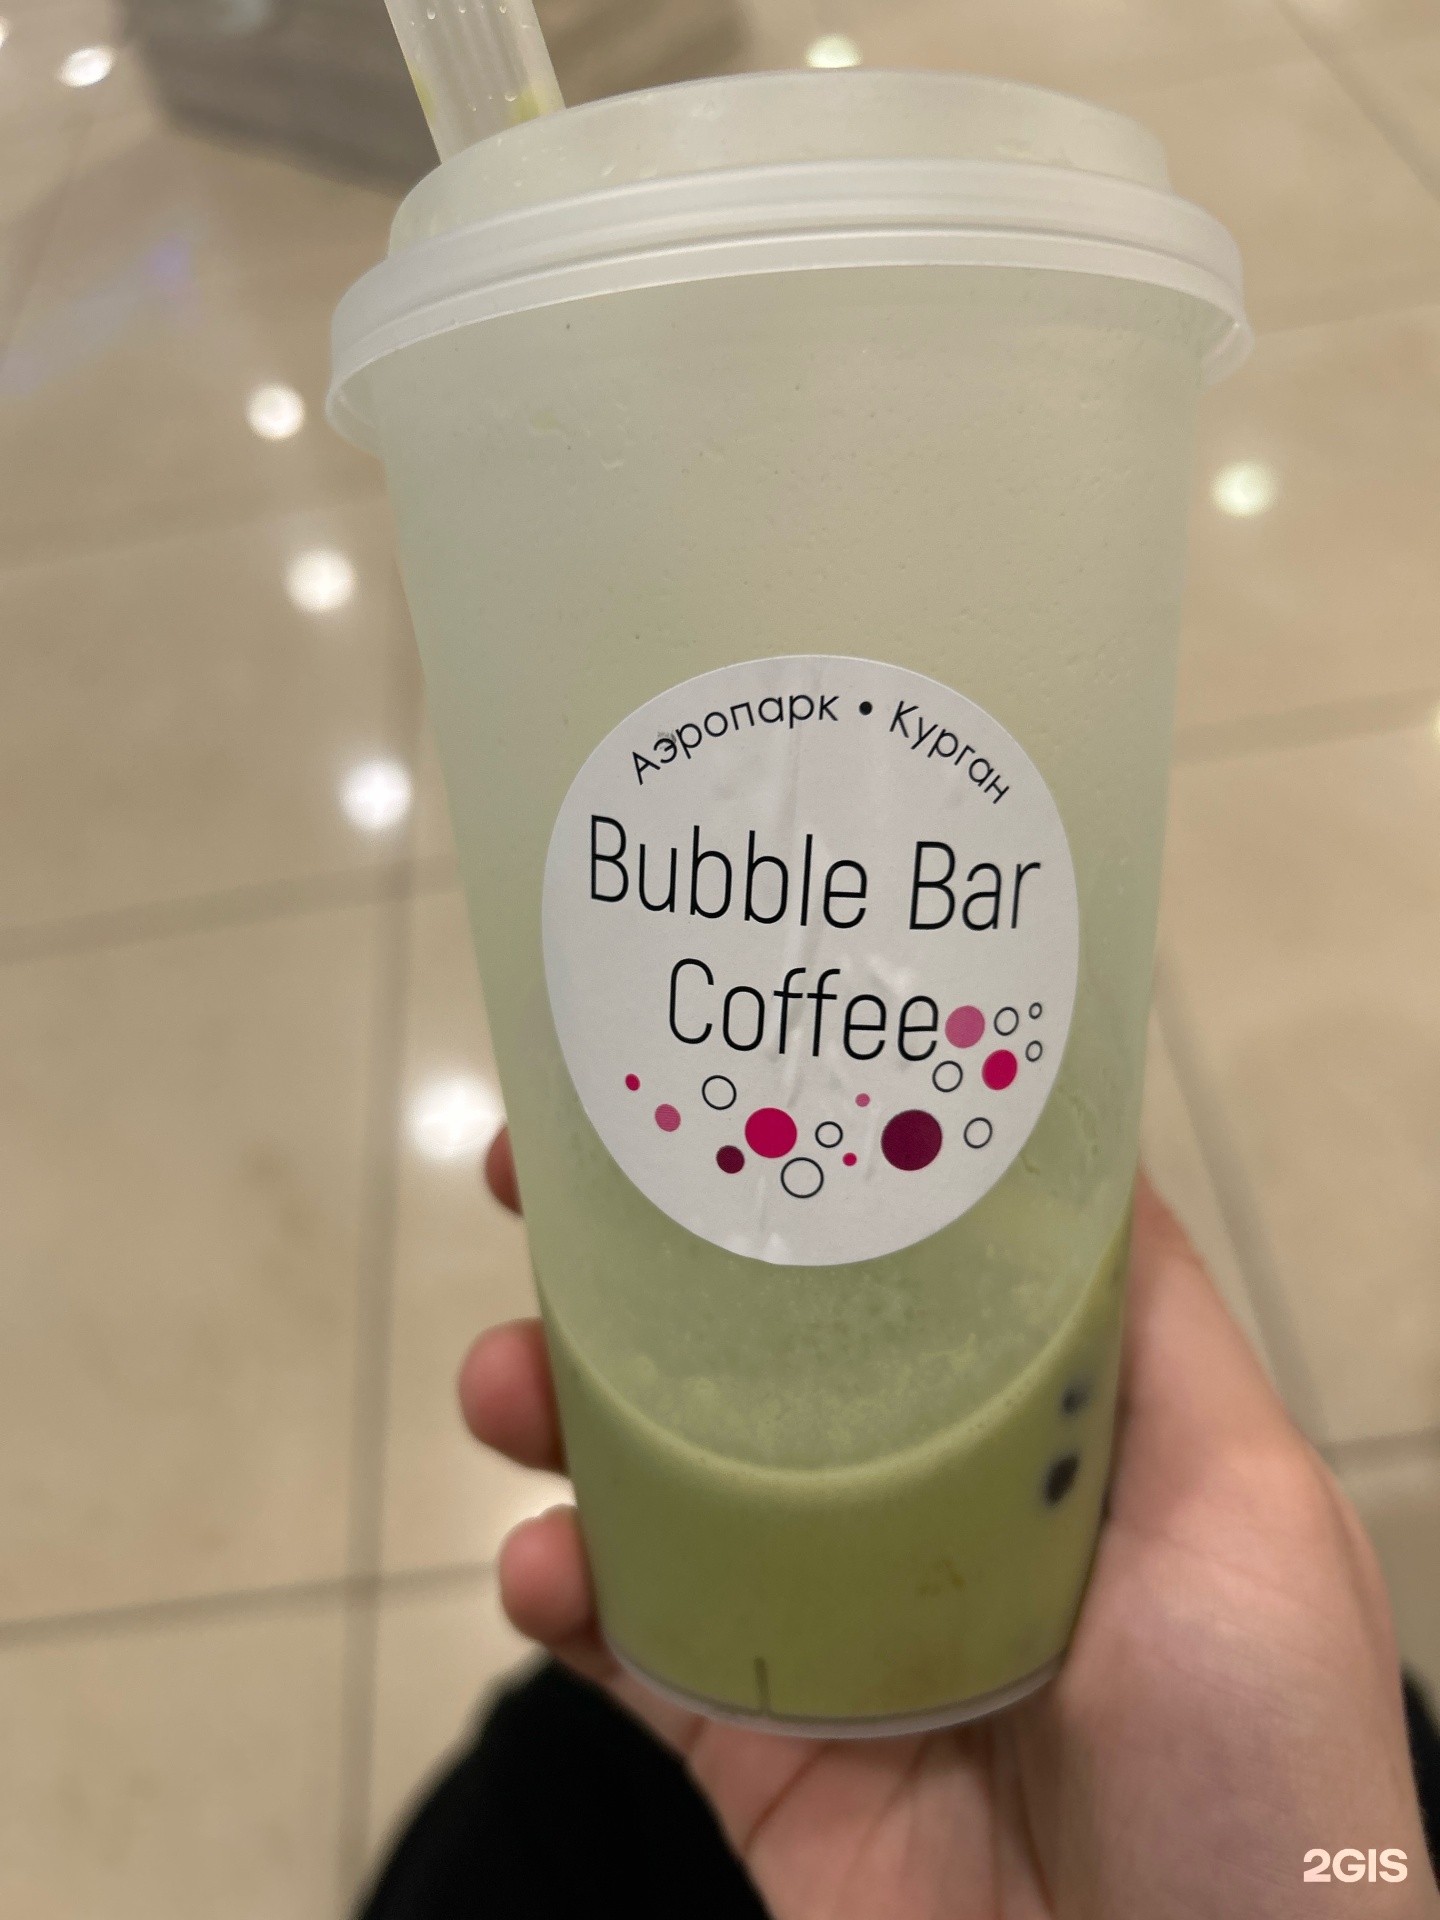 Аэропарк • Курган
Bubble Bar
Coffee
2GIS